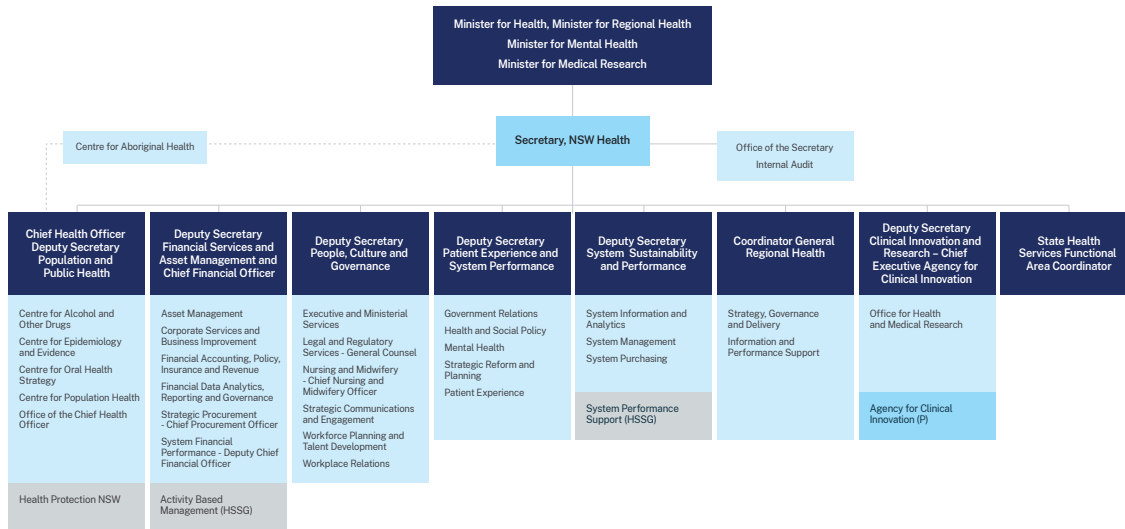 Minister for Health, Minister for Regional Health
Minister for Mental Health
Minister for Medical Research
Secretary, NSW Health
Centre for Aboriginal Health
Office of the Secretary
Internal Audit
Chief Health Officer
Deputy Secretary
Population and
Public Health
Centre for Alcohol and
Other Drugs
Centre for Epidemiology
and Evidence
Centre for Oral Health
Strategy
Centre for Population Health
Office of the Chief Health
Officer
Health Protection NSW
Deputy Secretary
Financial Services and
Asset Management and
Chief Financial Officer
Asset Management
Corporate Services and
Business Improvement
Financial Accounting, Policy,
Insurance and Revenue
Financial Data Analytics,
Reporting and Governance
Strategic Procurement
- Chief Procurement Officer
System Financial
Performance - Deputy Chief
Financial Officer
Activity Based
Management (HSSG)
Deputy Secretary
People, Culture and
Governance
Executive and Ministerial
Services
Legal and Regulatory
Services - General Counsel
Nursing and Midwifery
- Chief Nursing and
Midwifery Officer
Strategic Communications
and Engagement
Workforce Planning and
Talent Development
Workplace Relations
Deputy Secretary
Patient Experience and
System Performance
Government Relations
Health and Social Policy
Mental Health
Strategic Reform and
Planning
Patient Experience
Deputy Secretary
System Sustainability
and Performance
System Information and
Analytics
System Management
System Purchasing
System Performance
Support (HSSG)
Coordinator General
Regional Health
Strategy, Governance
and Delivery
Information and
Performance Support
Deputy Secretary
Clinical Innovation and
Research – Chief
Executive Agency for
Clinical Innovation
Office for Health
and Medical Research
Agency for Clinical
Innovation (P)
State Health
Services Functional
Area Coordinator